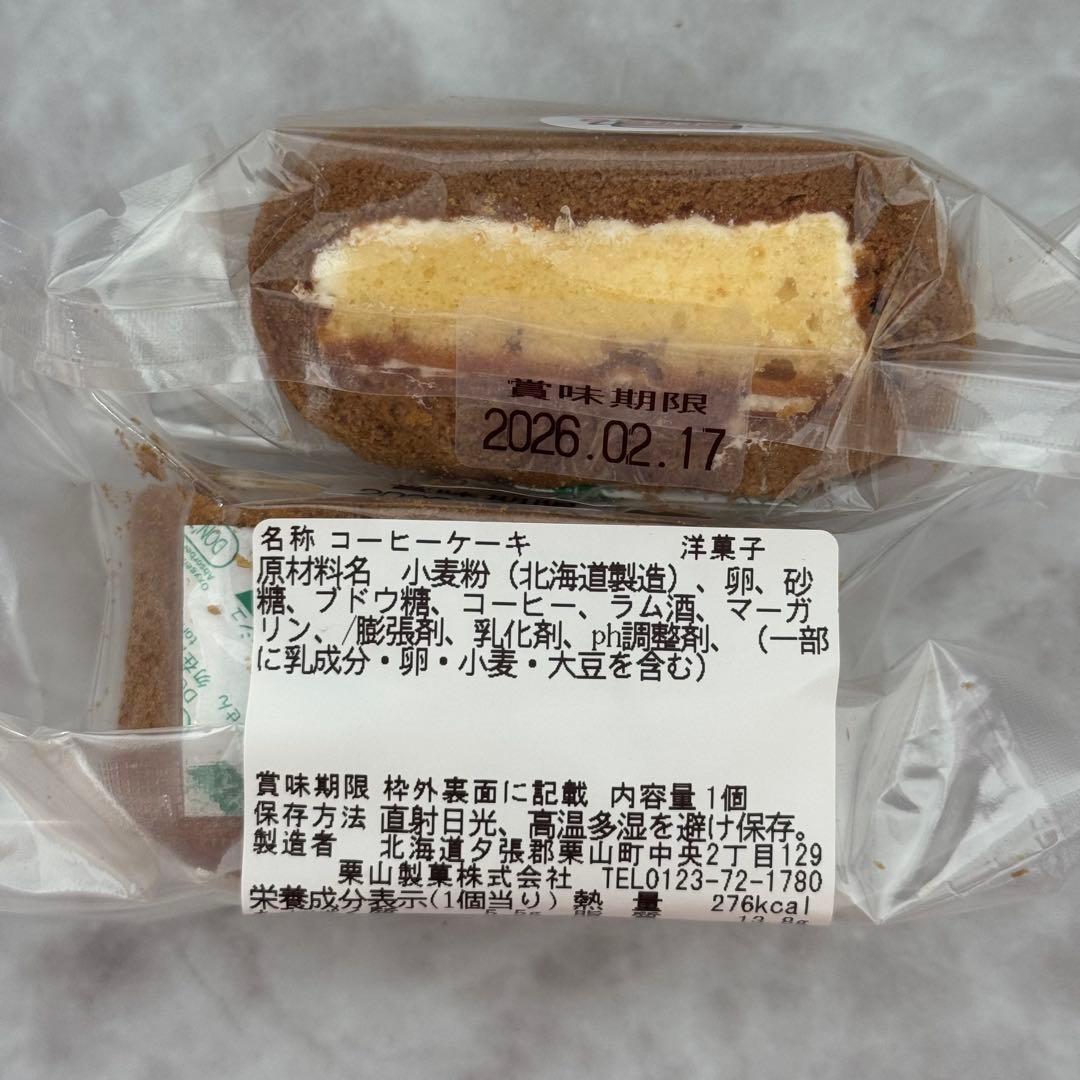 賞味期限
2026.02.17
名称 コーヒーケーキ 洋菓子
原材料名 小麦粉（北海道製造）、卵、砂
糖、ブドウ糖、コーヒー、ラム酒、マーガ
リン、/膨張剤、乳化剤、ph調整剤、（一部
に乳成分・卵・小麦・大豆を含む）
賞味期限 枠外裏面に記載 内容量1個
保存方法 直射日光、高温多湿を避け保存。
製造者 北海道夕張郡栗山町中央2丁目129
栗山製菓株式会社 TEL0123-72-1780
栄養成分表示(1個当り) 熱 量 276kcal